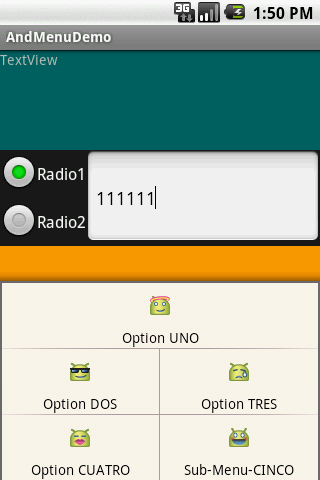 3G 1:50 PM
AndMenuDemo
TextView
Radio1
111111
Radio2
Option UNO
Option DOS
Option TRES
Option CUATRO
Sub-Menu-CINCO